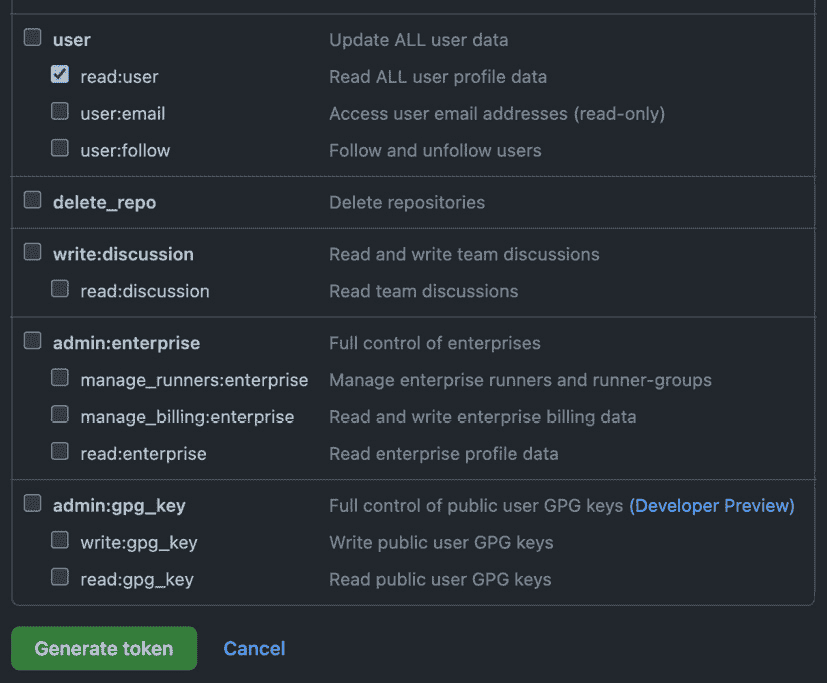 user Update ALL user data
read:user Read ALL user profile data
user:email Access user email addresses (read-only)
user:follow Follow and unfollow users
delete_repo Delete repositories
write:discussion Read and write team discussions
read:discussion Read team discussions
admin:enterprise Full control of enterprises
manage_runners:enterprise Manage enterprise runners and runner-groups
manage_billing:enterprise Read and write enterprise billing data
read:enterprise Read enterprise profile data
admin:gpg_key Full control of public user GPG keys (Developer Preview)
write:gpg_key Write public user GPG keys
read:gpg_key Read public user GPG keys
Generate token Cancel